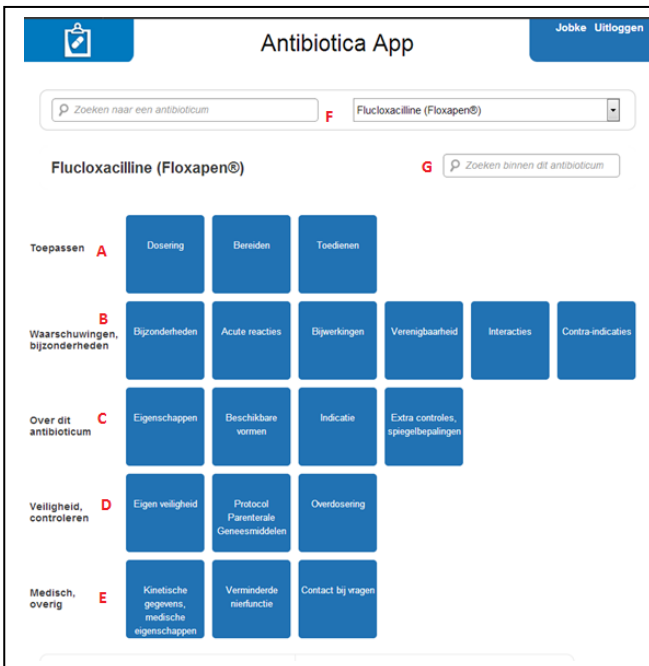 Antibiotica App
Jobke Uitloggen
Zoeken naar een antibioticum
F
Flucloxacilline (Floxapen®)
Flucloxacilline (Floxapen®)
G
Zoeken binnen dit antibioticum
Toepassen
A
Dosering
Bereiden
Toedienen
B
Waarschuwingen,
bijzonderheden
Bijzonderheden
Acute reacties
Bijwerkingen
Verenigbaarheid
Interacties
Contra-indicaties
Over dit
antibioticum
C
Eigenschappen
Beschikbare
vormen
Indicatie
Extra controles,
spiegelbepalingen
Veiligheid,
controleren
D
Eigen veiligheid
Protocol
Parenterale
Geneesmiddelen
Overdosering
Medisch,
overig
E
Kinetische
gegevens,
medische
eigenschappen
Verminderde
nierfunctie
Contact bij vragen